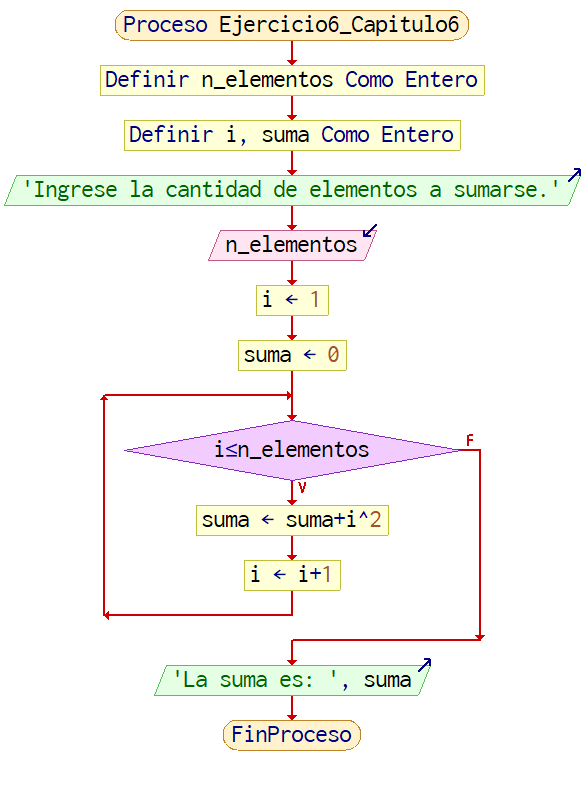 Proceso Ejercicio6_Capitulo6
Definir n_elementos Como Entero
Definir i, suma Como Entero
'Ingrese la cantidad de elementos a sumarse.'
n_elementos
i ← 1
suma ← 0
i≤n_elementos
F
V
suma ← suma+i^2
i ← i+1
'La suma es: ', suma
FinProceso